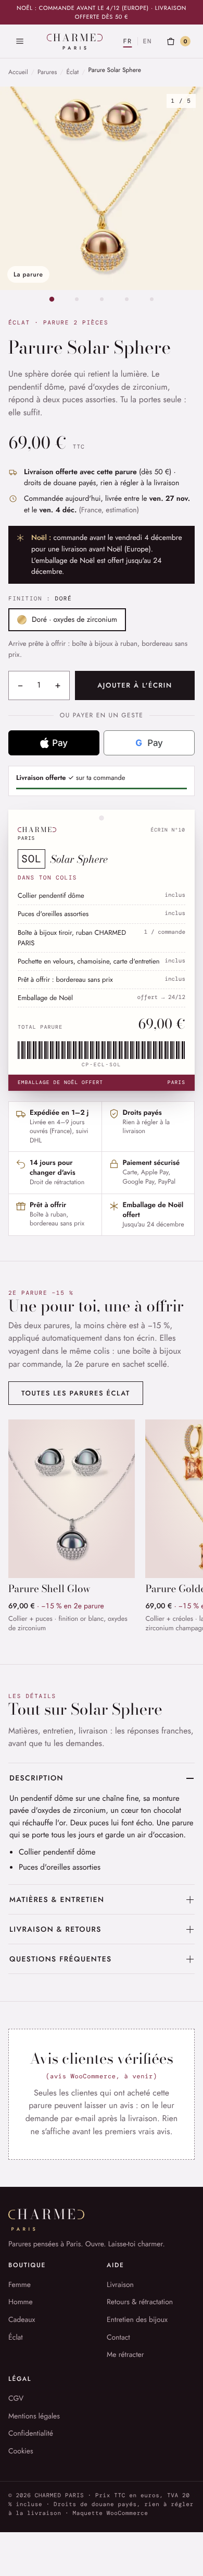 NOËL : COMMANDE AVANT LE 4/12 (EUROPE) · LIVRAISON
OFFERTE DÈS 50 €
CHARMED
PARIS
FR
EN
0
Accueil / Parures / Éclat / Parure Solar Sphere
1 / 5
La parure
ÉCLAT · PARURE 2 PIÈCES
Parure Solar Sphere
Une sphère dorée qui retient la lumière. Le
pendentif dôme, pavé d'oxydes de zirconium,
répond à deux puces assorties. Tu la portes seule :
elle suffit.
69,00 € TTC
Livraison offerte avec cette parure (dès 50 €) ·
droits de douane payés, rien à régler à la livraison
Commandée aujourd'hui, livrée entre le ven. 27 nov.
et le ven. 4 déc. (France, estimation)
Noël : commande avant le vendredi 4 décembre
pour une livraison avant Noël (Europe).
L'emballage de Noël est offert jusqu'au 24
décembre.
FINITION : DORÉ
Doré · oxydes de zirconium
Arrive prête à offrir : boîte à bijoux à ruban, bordereau sans
prix.
− 1 +
AJOUTER À L'ÉCRIN
OU PAYER EN UN GESTE
Pay
G Pay
Livraison offerte ✓ sur ta commande
CHARMED
PARIS
ÉCRIN N°10
SOL Solar Sphere
DANS TON COLIS
Collier pendentif dôme inclus
Puces d'oreilles assorties inclus
Boîte à bijoux tiroir, ruban CHARMED
PARIS
1 / commande
Pochette en velours, chamoisine, carte d'entretien inclus
Prêt à offrir : bordereau sans prix inclus
Emballage de Noël offert → 24/12
TOTAL PARURE 69,00 €
CP-ECL-SOL
EMBALLAGE DE NOËL OFFERT PARIS
Expédiée en 1–2 j
Livrée en 4–9 jours
ouvrés (France), suivi
DHL
Droits payés
Rien à régler à la
livraison
14 jours pour
changer d'avis
Droit de rétractation
Paiement sécurisé
Carte, Apple Pay,
Google Pay, PayPal
Prêt à offrir
Boîte à ruban,
bordereau sans prix
Emballage de Noël
offert
Jusqu'au 24 décembre
2E PARURE −15 %
Une pour toi, une à offrir
Dès deux parures, la moins chère est à −15 %,
appliqué automatiquement dans ton écrin. Elles
voyagent dans le même colis : une boîte à bijoux
par commande, la 2e parure en sachet scellé.
TOUTES LES PARURES ÉCLAT
Parure Shell Glow
69,00 € · −15 % en 2e parure
Collier + puces · finition or blanc, oxydes
de zirconium
Parure Golde
69,00 € · −15 % e
Collier + créoles · la
zirconium champag
LES DÉTAILS
Tout sur Solar Sphere
Matières, entretien, livraison : les réponses franches,
avant que tu les demandes.
DESCRIPTION
Un pendentif dôme sur une chaîne fine, sa monture
pavée d'oxydes de zirconium, un cœur ton chocolat
qui réchauffe l'or. Deux puces lui font écho. Une parure
qui se porte tous les jours et garde un air d'occasion.
• Collier pendentif dôme
• Puces d'oreilles assorties
MATIÈRES & ENTRETIEN
LIVRAISON & RETOURS
QUESTIONS FRÉQUENTES
Avis clientes vérifiées
(avis WooCommerce, à venir)
Seules les clientes qui ont acheté cette
parure peuvent laisser un avis : on le leur
demande par e-mail après la livraison. Rien
ne s'affiche avant les premiers vrais avis.
CHARMED
PARIS
Parures pensées à Paris. Ouvre. Laisse-toi charmer.
BOUTIQUE
Femme
Homme
Cadeaux
Éclat
AIDE
Livraison
Retours & rétractation
Entretien des bijoux
Contact
Me rétracter
LÉGAL
CGV
Mentions légales
Confidentialité
Cookies
© 2026 CHARMED PARIS · Prix TTC en euros, TVA 20
% incluse · Droits de douane payés, rien à régler
à la livraison · Maquette WooCommerce